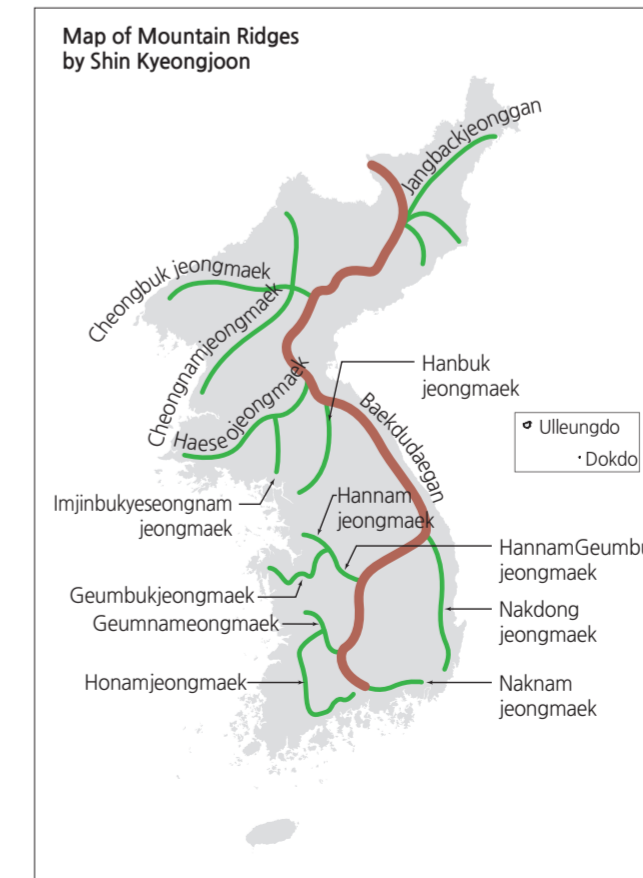 Map of Mountain Ridges
by Shin Kyeongjoon
Jangbackjeonggan
Cheongbuk jeongmaek
Cheongnamjeongmaek
Haeseojeongmaek
Hanbuk
jeongmaek
Baekdudaegan
Ulleungdo
Dokdo
Imjinbukyeseongnam
jeongmaek
Hannam
jeongmaek
HannamGeumbu
jeongmaek
Geumbukjeongmaek
Geumnameongmaek
Nakdong
jeongmaek
Honamjeongmaek
Naknam
jeongmaek